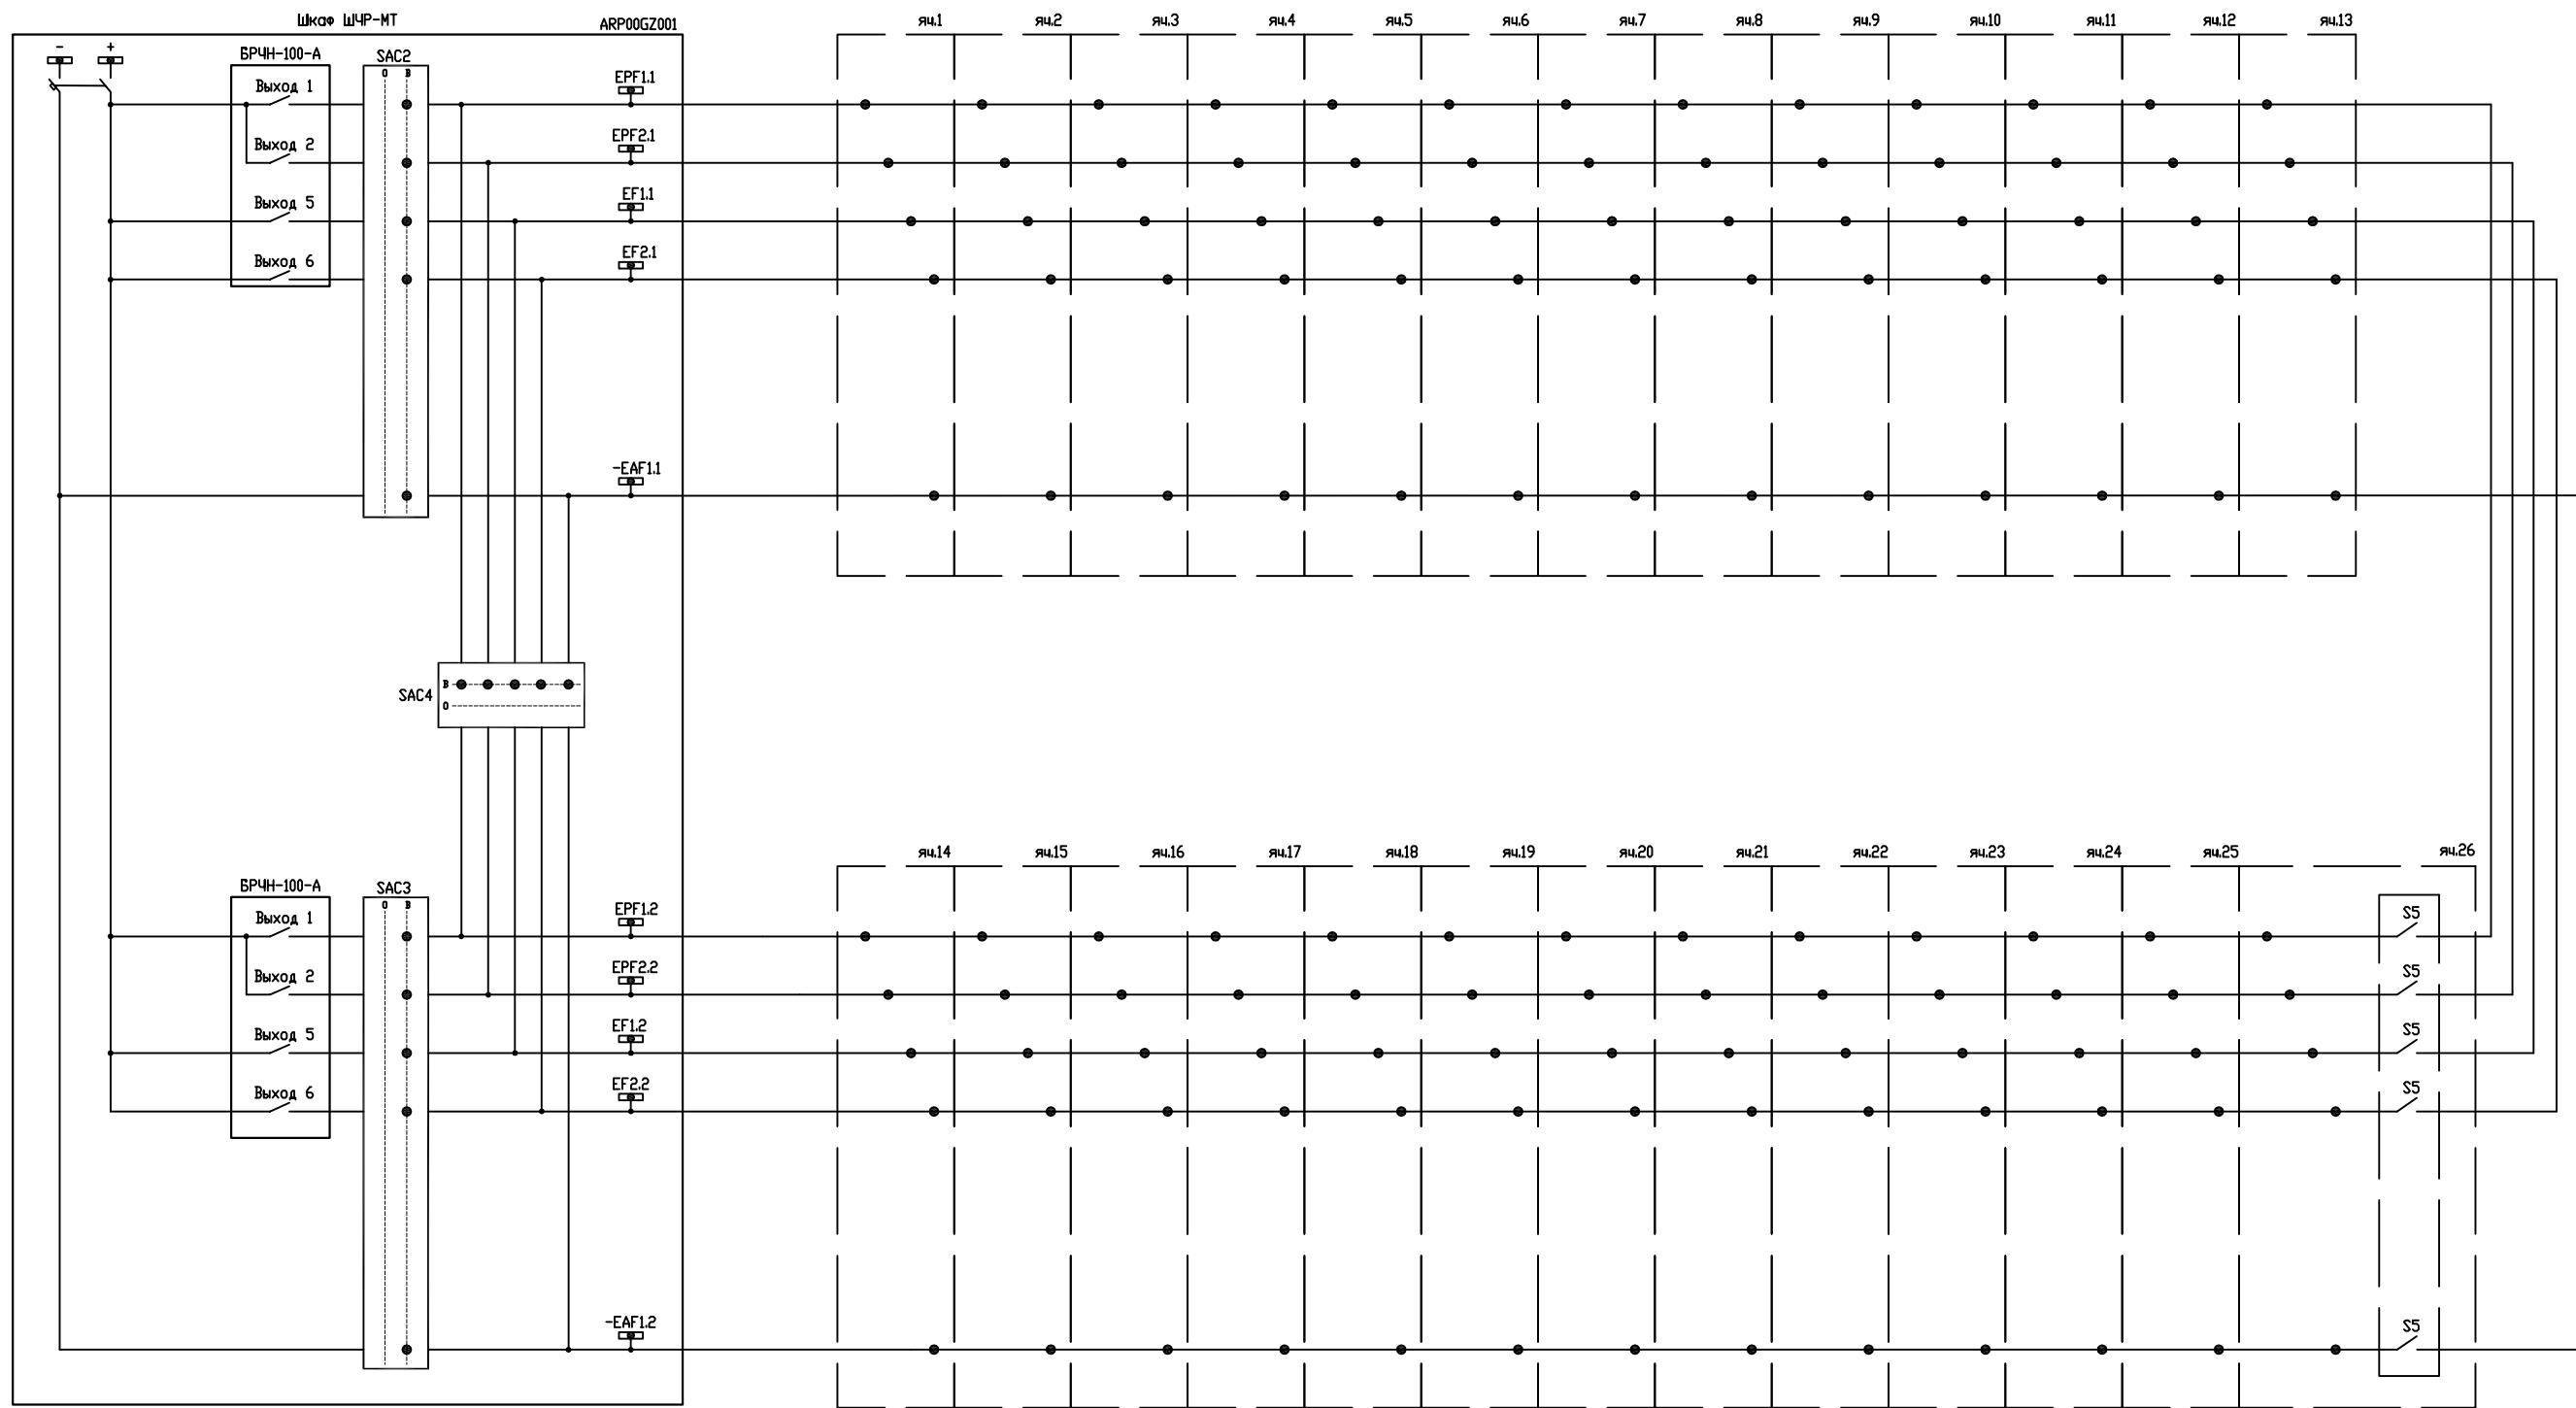 Шкаф ШЧР-МТ
ARP00GZ001
яч.1 яч.2 яч.3 яч.4 яч.5 яч.6 яч.7 яч.8 яч.9 яч.10 яч.11 яч.12 яч.13
- +
БРЧН-100-А
SAC2
О В
Выход 1
EPF1.1
Выход 2
EPF2.1
Выход 5
EF1.1
Выход 6
EF2.1
-EAF1.1
SAC4
В
О
яч.14 яч.15 яч.16 яч.17 яч.18 яч.19 яч.20 яч.21 яч.22 яч.23 яч.24 яч.25 яч.26
БРЧН-100-А
SAC3
О В
Выход 1
EPF1.2
S5
Выход 2
EPF2.2
S5
Выход 5
EF1.2
S5
Выход 6
EF2.2
S5
-EAF1.2
S5